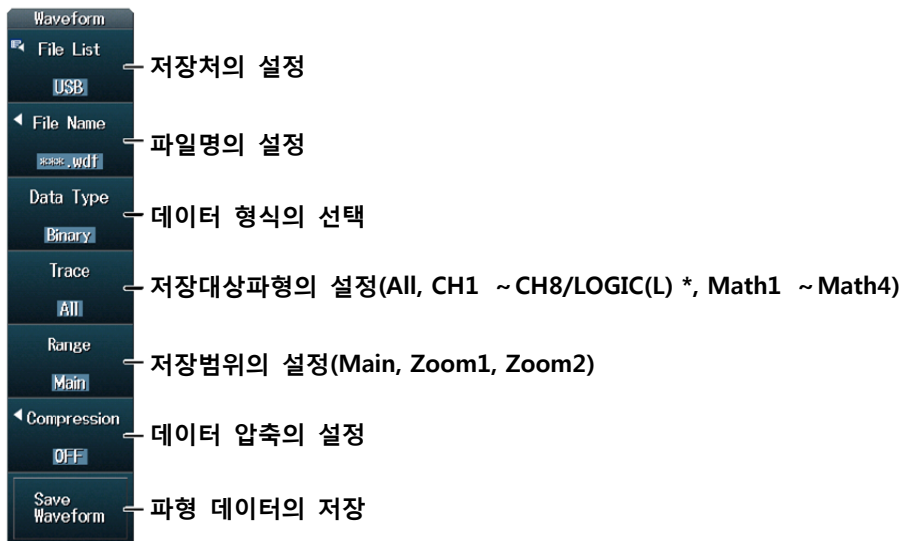 Waveform
File List
USB
저장처의 설정
File Name
***.wdf
파일명의 설정
Data Type
Binary
데이터 형식의 선택
Trace
All
저장대상파형의 설정(All, CH1 ~CH8/LOGIC(L) *, Math1 ~Math4)
Range
Main
저장범위의 설정(Main, Zoom1, Zoom2)
Compression
OFF
데이터 압축의 설정
Save
Waveform
파형 데이터의 저장